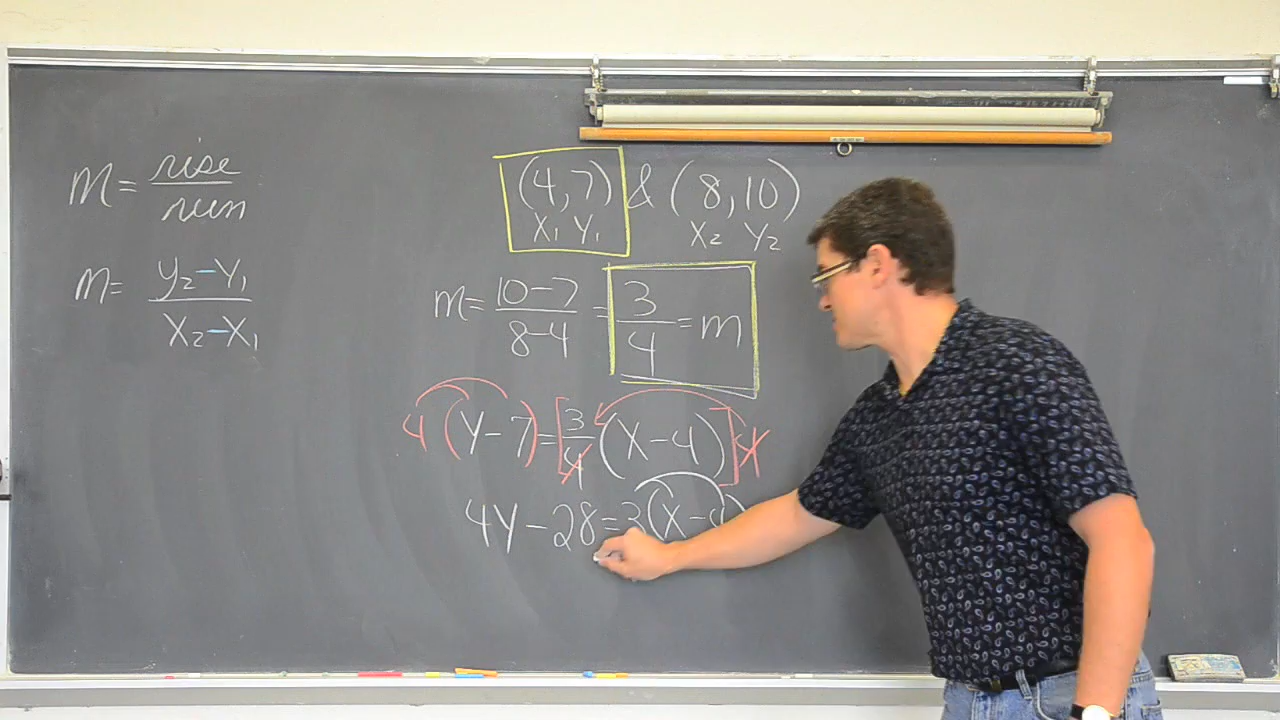 m = rise/run
m = Y₂-Y₁/X₂-X₁
(4,7) & (8,10)
X₁ Y₁ X₂ Y₂
m = 10-7/8-4 = 3/4 = m
4(Y-7) = [3/4(X-4)]4
4Y-28=3(X-4)